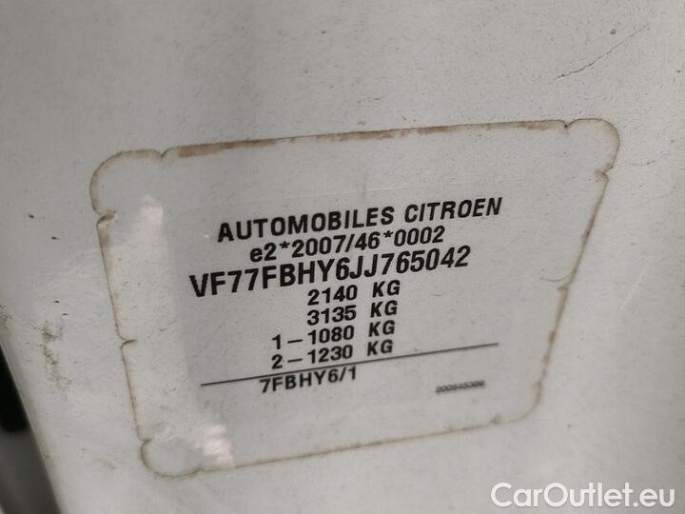 AUTOMOBILES CITROEN
e2*2007/46*0002
VF77FBHY6JJ765042
2140 KG
3135 KG
1-1080 KG
2-1230 KG
7FBHY6/1
CarOutlet.eu